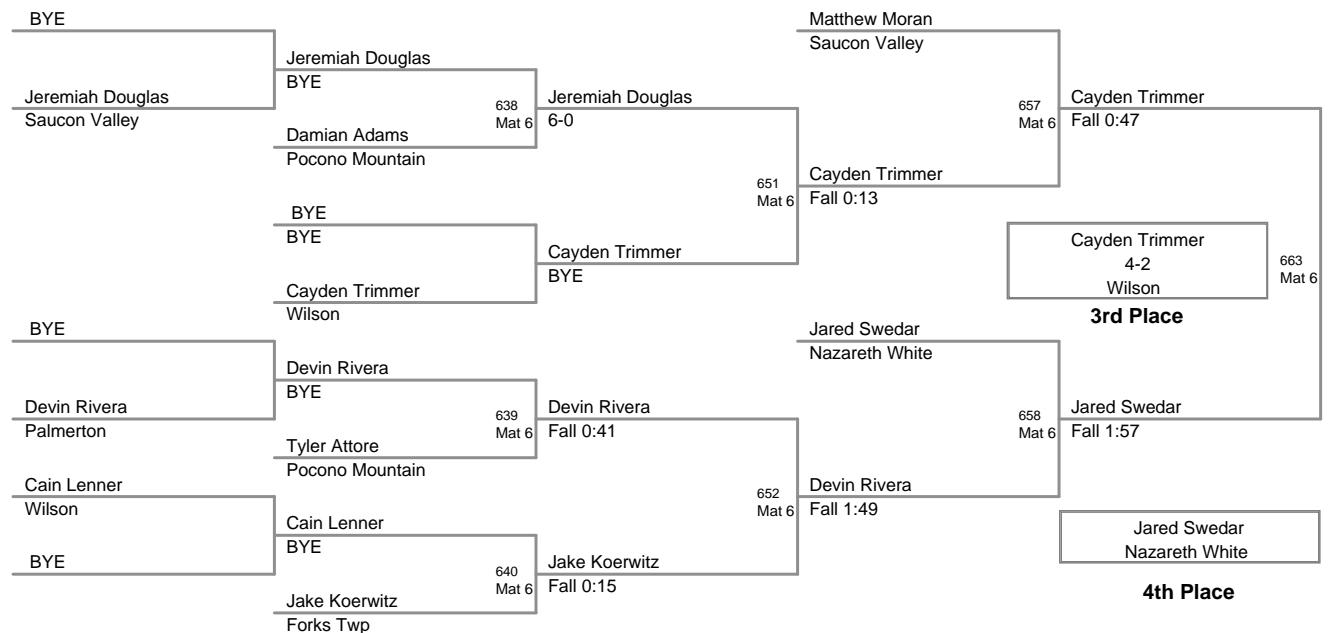 BYE
Matthew Moran
Saucon Valley
Jeremiah Douglas
BYE
Jeremiah Douglas
Saucon Valley
638
Mat 6
Jeremiah Douglas
6-0
657
Mat 6
Cayden Trimmer
Fall 0:47
Damian Adams
Pocono Mountain
651
Mat 6
Cayden Trimmer
Fall 0:13
BYE
BYE
Cayden Trimmer
BYE
Cayden Trimmer
4-2
Wilson
663
Mat 6
Cayden Trimmer
Wilson
3rd Place
BYE
Jared Swedar
Nazareth White
Devin Rivera
BYE
Devin Rivera
Palmerton
639
Mat 6
Devin Rivera
Fall 0:41
658
Mat 6
Jared Swedar
Fall 1:57
Tyler Attore
Pocono Mountain
Cain Lenner
Wilson
652
Mat 6
Devin Rivera
Fall 1:49
Cain Lenner
BYE
Jared Swedar
Nazareth White
BYE
640
Mat 6
Jake Koerwitz
Fall 0:15
4th Place
Jake Koerwitz
Forks Twp